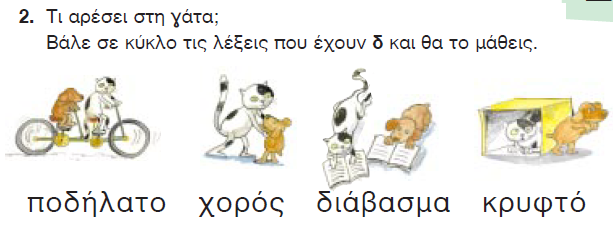 2. Τι αρέσει στη γάτα;
Βάλε σε κύκλο τις λέξεις που έχουν δ και θα το μάθεις.
ποδήλατο χορός διάβασμα κρυφτό